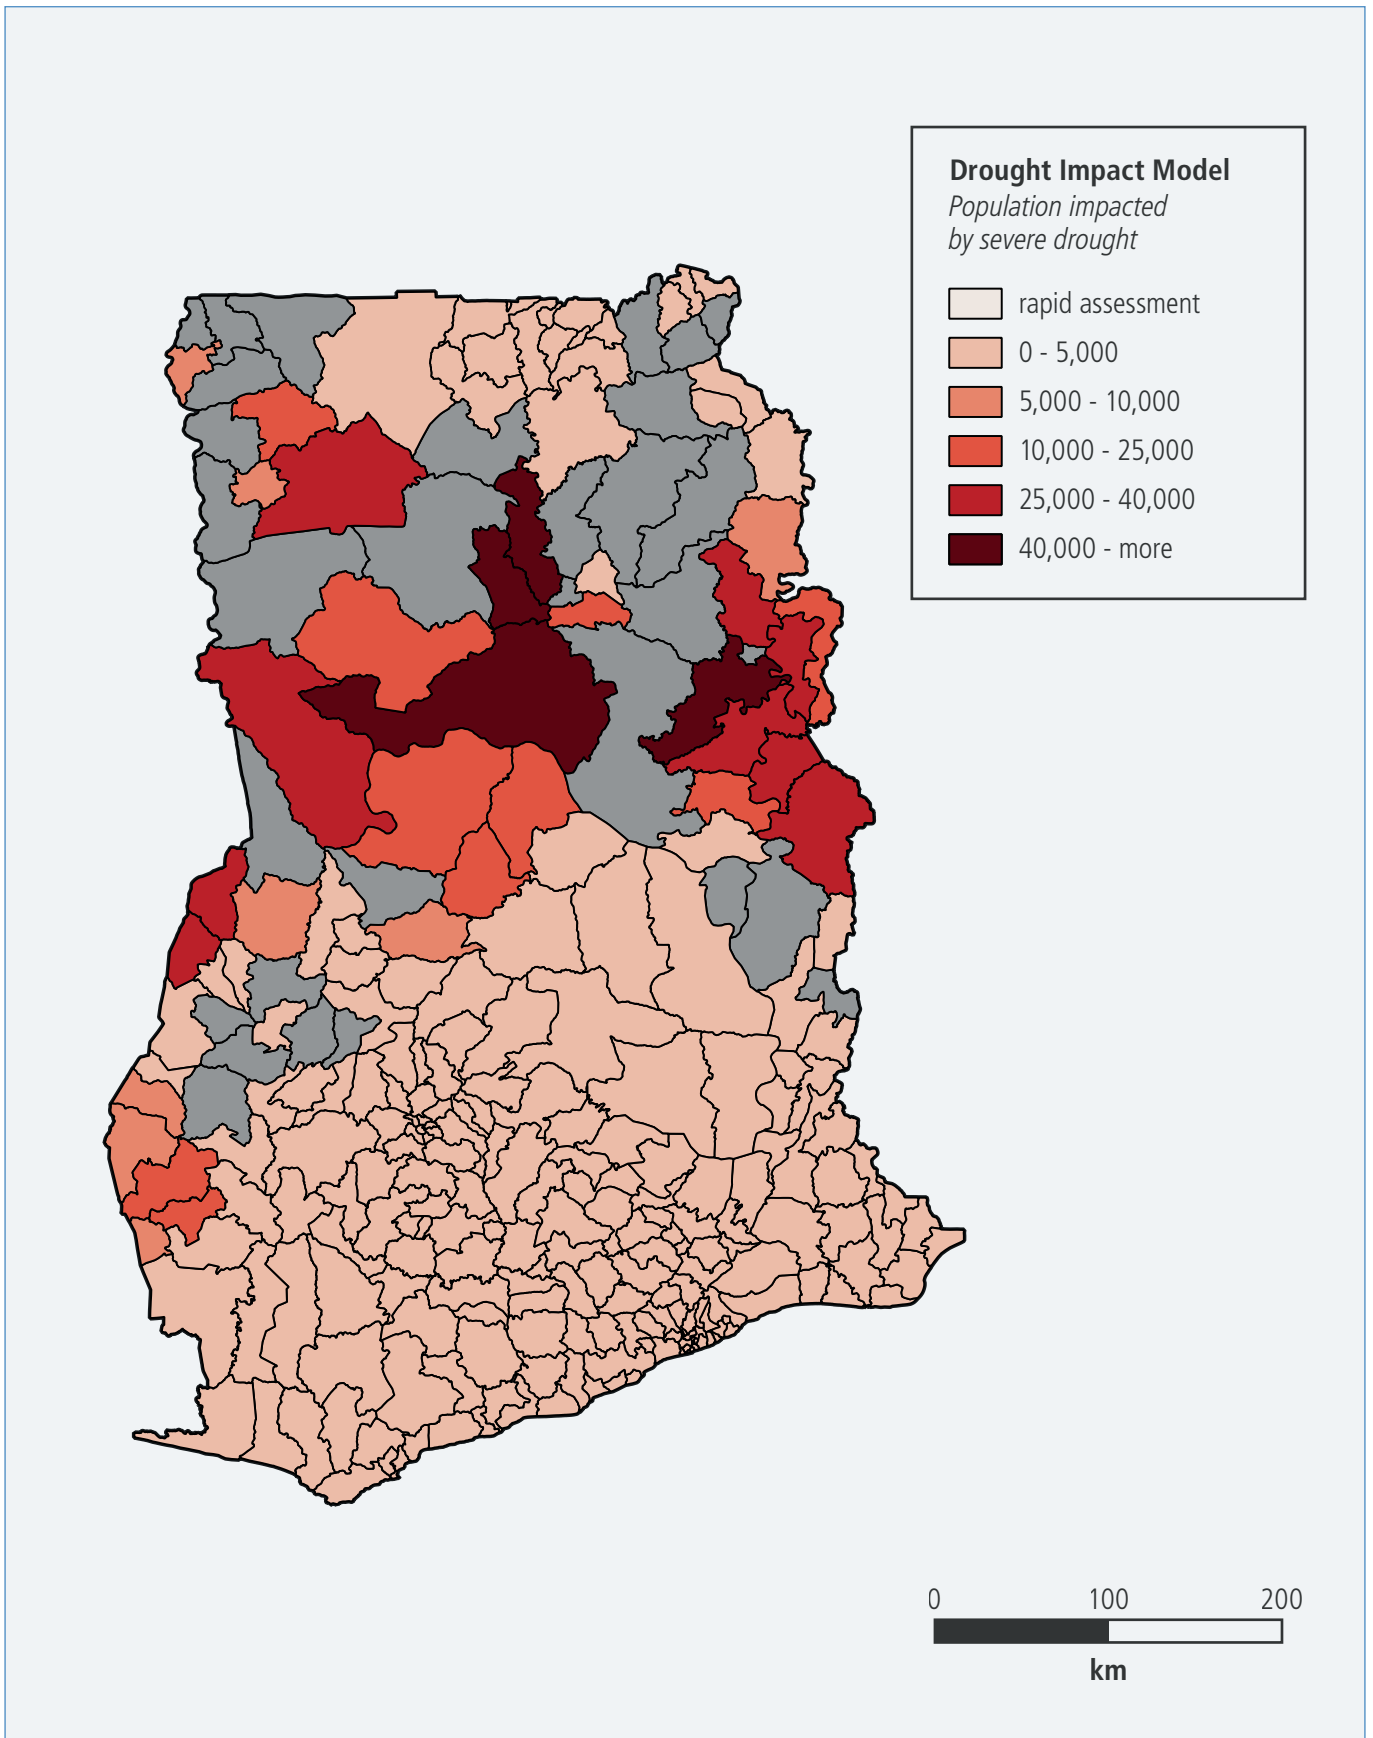 Drought Impact Model
Population impacted
by severe drought
rapid assessment
0 - 5,000
5,000 - 10,000
10,000 - 25,000
25,000 - 40,000
40,000 - more
0 100 200
km